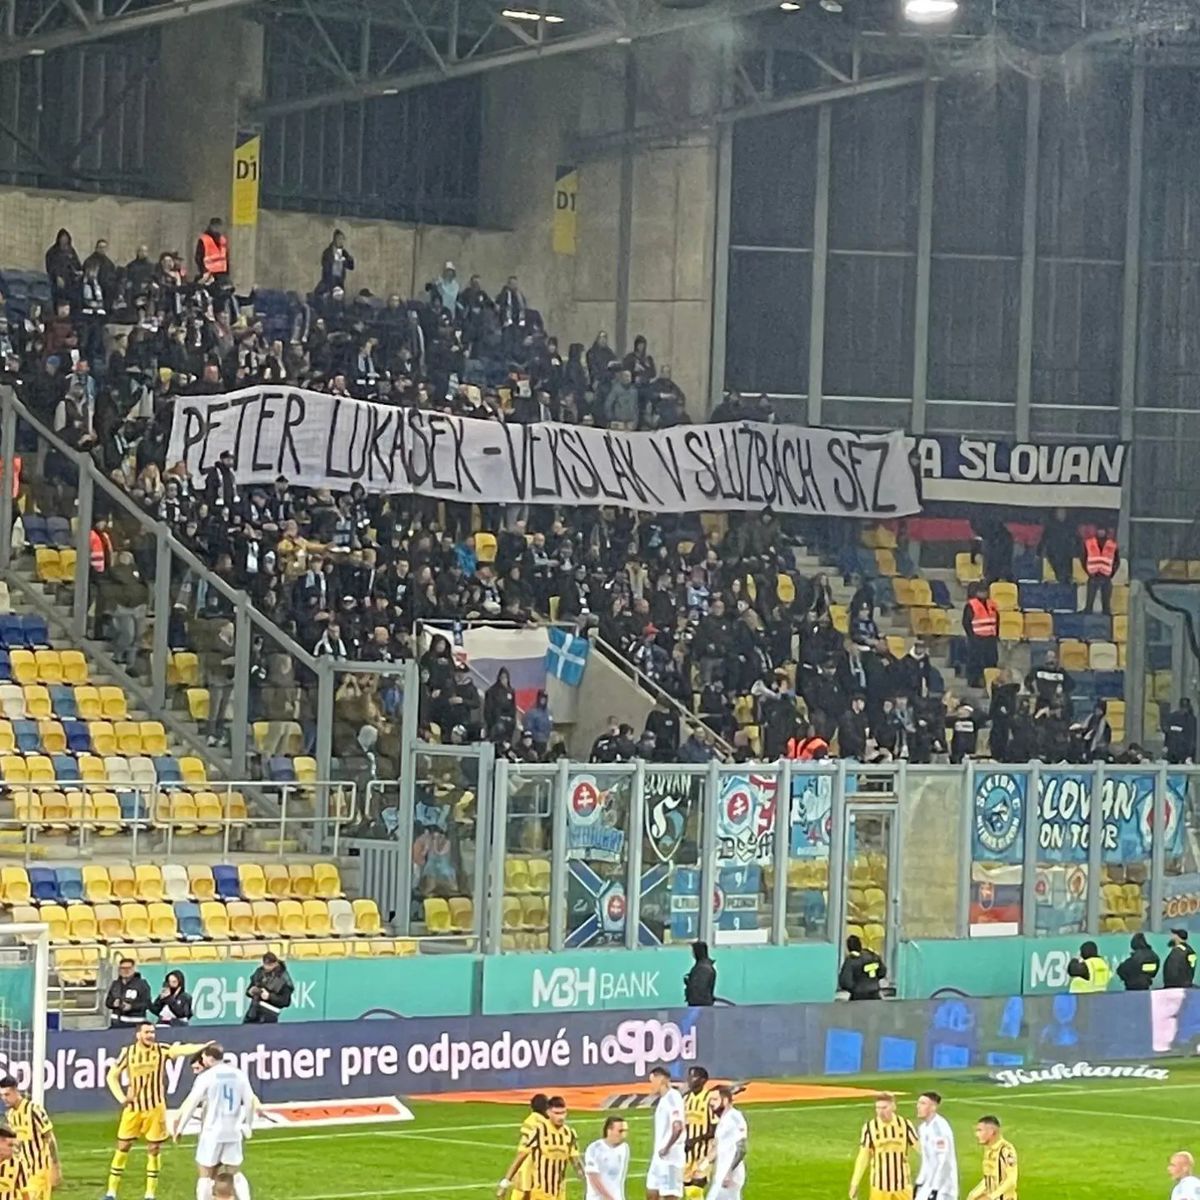 D1
D1
PETER LUKÁŠEK - VEKSLÁK V SLUŽBÁCH SFZ
A SLOVAN
SLOVAN
SLOVAN
ON TOUR
MBH BANK
MBH BANK
partner pre odpadové hospod
Kukkonia
4